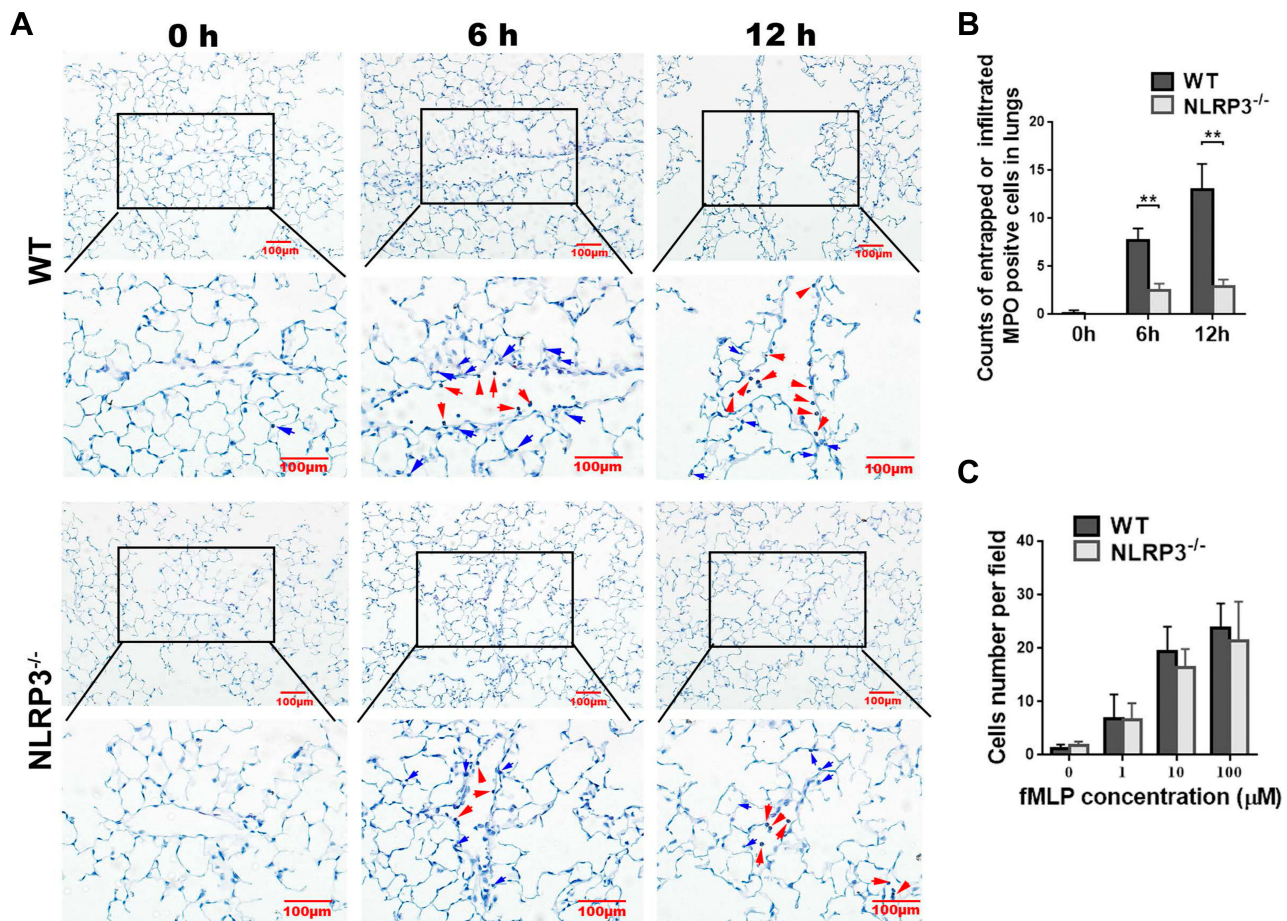 A
0 h
6 h
12 h
WT
100μm
100μm
100μm
100μm
100μm
100μm
NLRP3-/-
100μm
100μm
100μm
100μm
100μm
100μm
B
WT
NLRP3-/-
Counts of entrapped or infiltrated
MPO positive cells in lungs
20
15
10
5
0
**
**
0h
6h
12h
C
WT
NLRP3-/-
Cells number per field
40
30
20
10
0
0
1
10
100
fMLP concentration (μM)